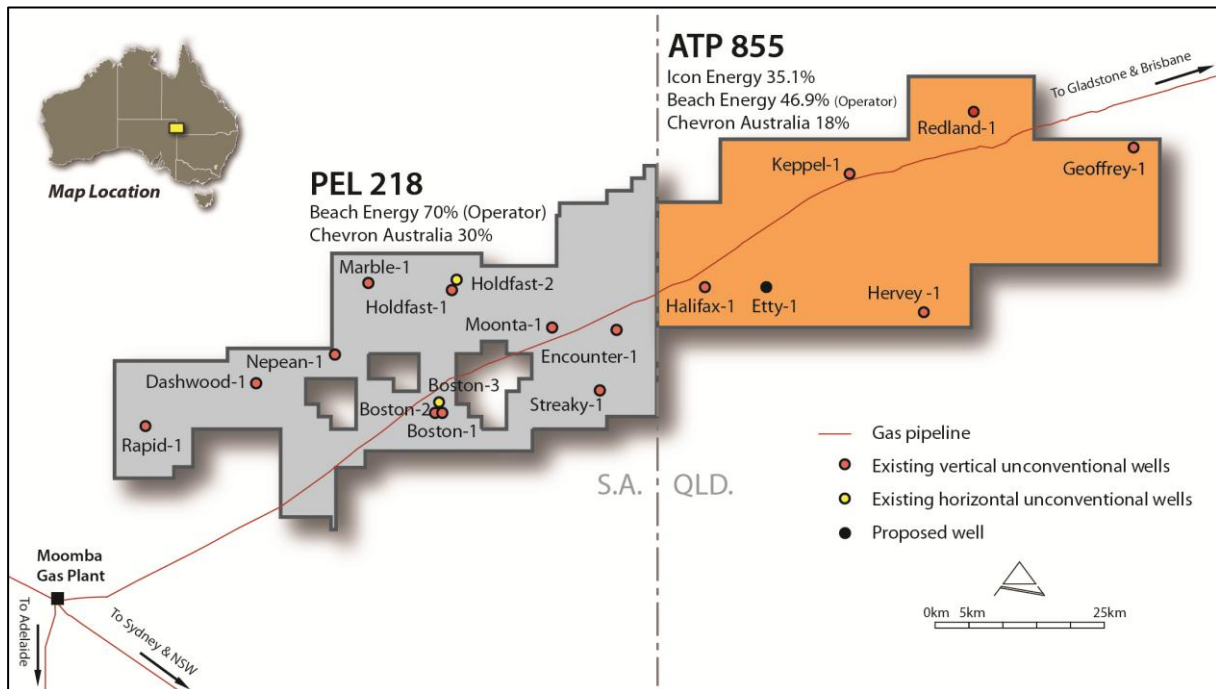 Map Location
ATP 855
Icon Energy 35.1%
Beach Energy 46.9% (Operator)
Chevron Australia 18%
To Gladstone & Brisbane
Redland-1
Keppel-1
Geoffrey-1
PEL 218
Beach Energy 70% (Operator)
Chevron Australia 30%
Marble-1
Holdfast-2
Holdfast-1
Halifax-1
Etty-1
Hervey -1
Moonta-1
Encounter-1
Nepean-1
Dashwood-1
Boston-3
Boston-2
Streaky-1
Boston-1
Rapid-1
S.A.
QLD.
Gas pipeline
Existing vertical unconventional wells
Existing horizontal unconventional wells
Proposed well
Moomba
Gas Plant
To Adelaide
To Sydney & NSW
0km 5km 25km